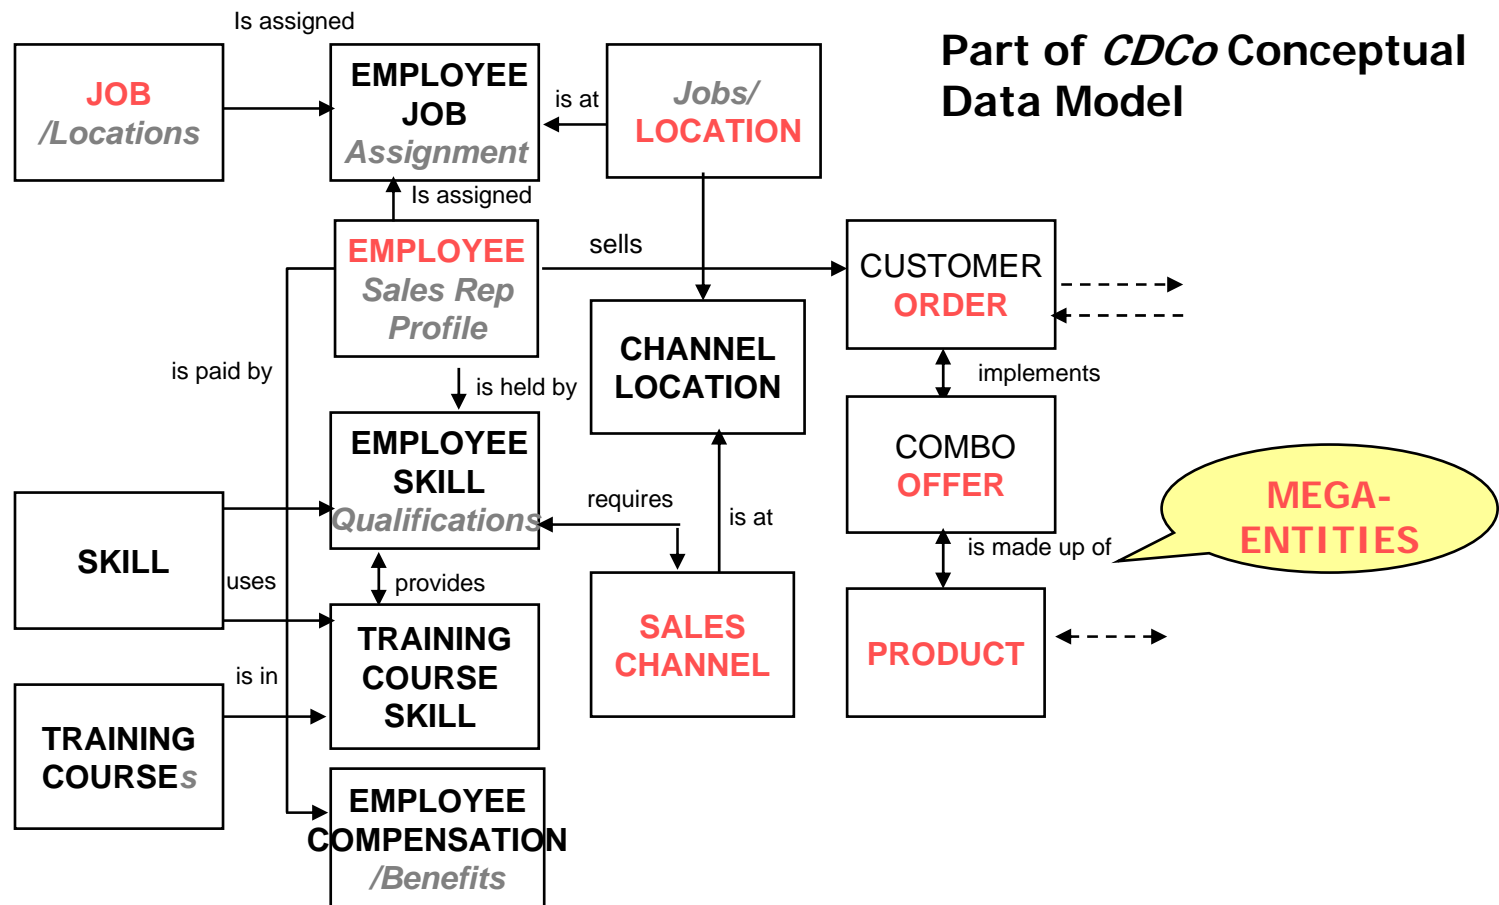 Part of CDCo Conceptual
Data Model
Is assigned
JOB
/Locations
EMPLOYEE
JOB
Assignment
is at
Jobs/
LOCATION
Is assigned
EMPLOYEE
Sales Rep
Profile
sells
CUSTOMER
ORDER
CHANNEL
LOCATION
is paid by
is held by
implements
EMPLOYEE
SKILL
Qualifications
COMBO
OFFER
MEGA-
ENTITIES
requires
is at
is made up of
SKILL
uses
provides
TRAINING
COURSE
SKILL
SALES
CHANNEL
PRODUCT
is in
TRAINING
COURSEs
EMPLOYEE
COMPENSATION
/Benefits